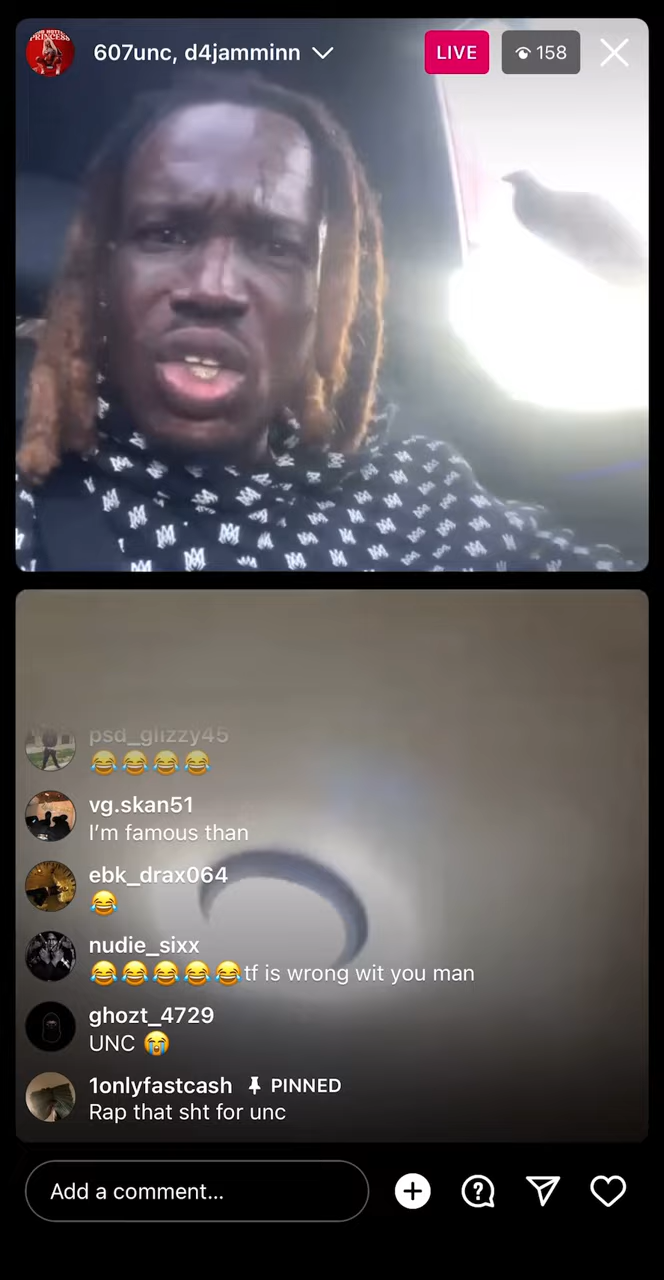 607unc, d4jamminn
LIVE
158
psd_glizzy45
😂😂😂😂
vg.skan51
I'm famous than
ebk_drax064
😂
nudie_sixx
😂😂😂😂😂tf is wrong wit you man
ghozt_4729
UNC 😭
1onlyfastcash PINNED
Rap that sht for unc
Add a comment...